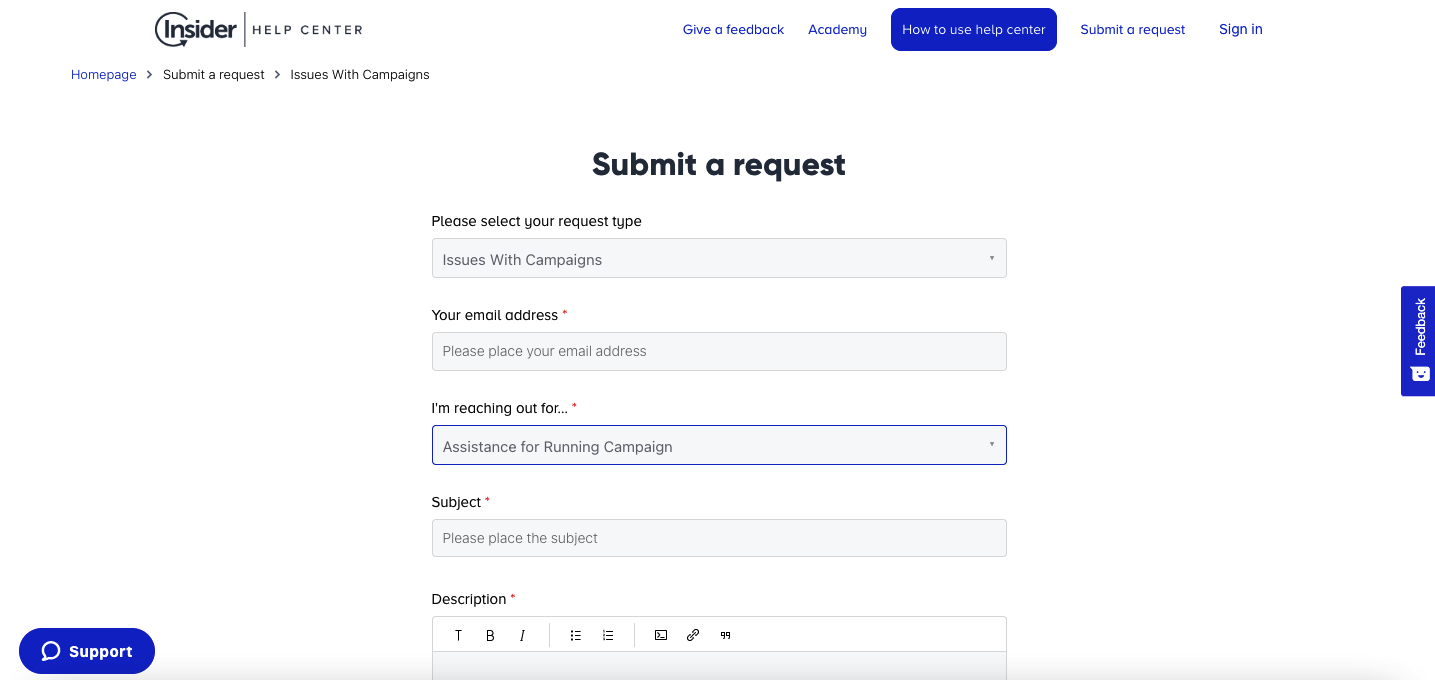 Insider HELP CENTER
Give a feedback Academy How to use help center Submit a request Sign in
Homepage > Submit a request > Issues With Campaigns
Submit a request
Please select your request type
Issues With Campaigns
Your email address *
Please place your email address
Feedback
I'm reaching out for... *
Assistance for Running Campaign
Subject *
Please place the subject
Description *
T B I
Support